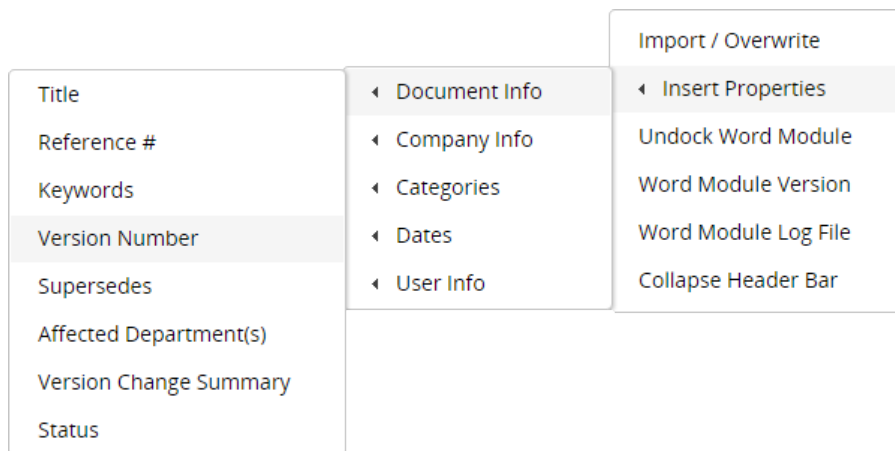 Title
Reference #
Keywords
Version Number
Supersedes
Affected Department(s)
Version Change Summary
Status
Document Info
Company Info
Categories
Dates
User Info
Import / Overwrite
Insert Properties
Undock Word Module
Word Module Version
Word Module Log File
Collapse Header Bar